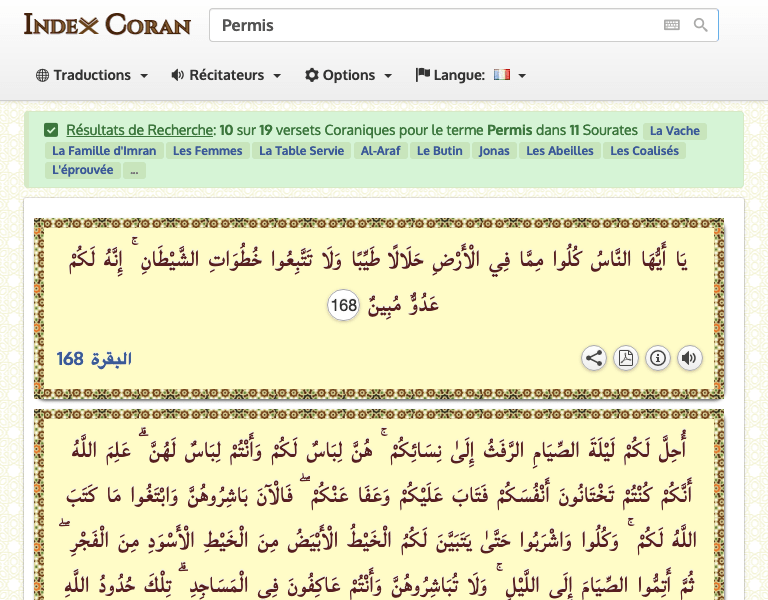 INDEX CORAN
Permis
Traductions Récitateurs Options Langue:
Résultats de Recherche: 10 sur 19 versets Coraniques pour le terme Permis dans 11 Sourates La Vache
La Famille d'Imran Les Femmes La Table Servie Al-Araf Le Butin Jonas Les Abeilles Les Coalisés
L'éprouvée ...
يَا أَيُّهَا النَّاسُ كُلُوا مِمَّا فِي الْأَرْضِ حَلَالًا طَيِّبًا وَلَا تَتَّبِعُوا خُطُوَاتِ الشَّيْطَانِ ۚ إِنَّهُ لَكُمْ
عَدُوٌّ مُبِينٌ 168
البقرة 168
أُحِلَّ لَكُمْ لَيْلَةَ الصِّيَامِ الرَّفَثُ إِلَىٰ نِسَائِكُمْ ۚ هُنَّ لِبَاسٌ لَكُمْ وَأَنْتُمْ لِبَاسٌ لَهُنَّ ۗ عَلِمَ اللَّهُ
أَنَّكُمْ كُنْتُمْ تَخْتَانُونَ أَنْفُسَكُمْ فَتَابَ عَلَيْكُمْ وَعَفَا عَنْكُمْ ۖ فَالْآنَ بَاشِرُوهُنَّ وَابْتَغُوا مَا كَتَبَ
اللَّهُ لَكُمْ ۚ وَكُلُوا وَاشْرَبُوا حَتَّىٰ يَتَبَيَّنَ لَكُمُ الْخَيْطُ الْأَبْيَضُ مِنَ الْخَيْطِ الْأَسْوَدِ مِنَ الْفَجْرِ ۖ
ثُمَّ أَتِمُّوا الصِّيَامَ إِلَى اللَّيْلِ ۚ وَلَا تُبَاشِرُوهُنَّ وَأَنْتُمْ عَاكِفُونَ فِي الْمَسَاجِدِ ۗ تِلْكَ حُدُودُ اللَّهِ